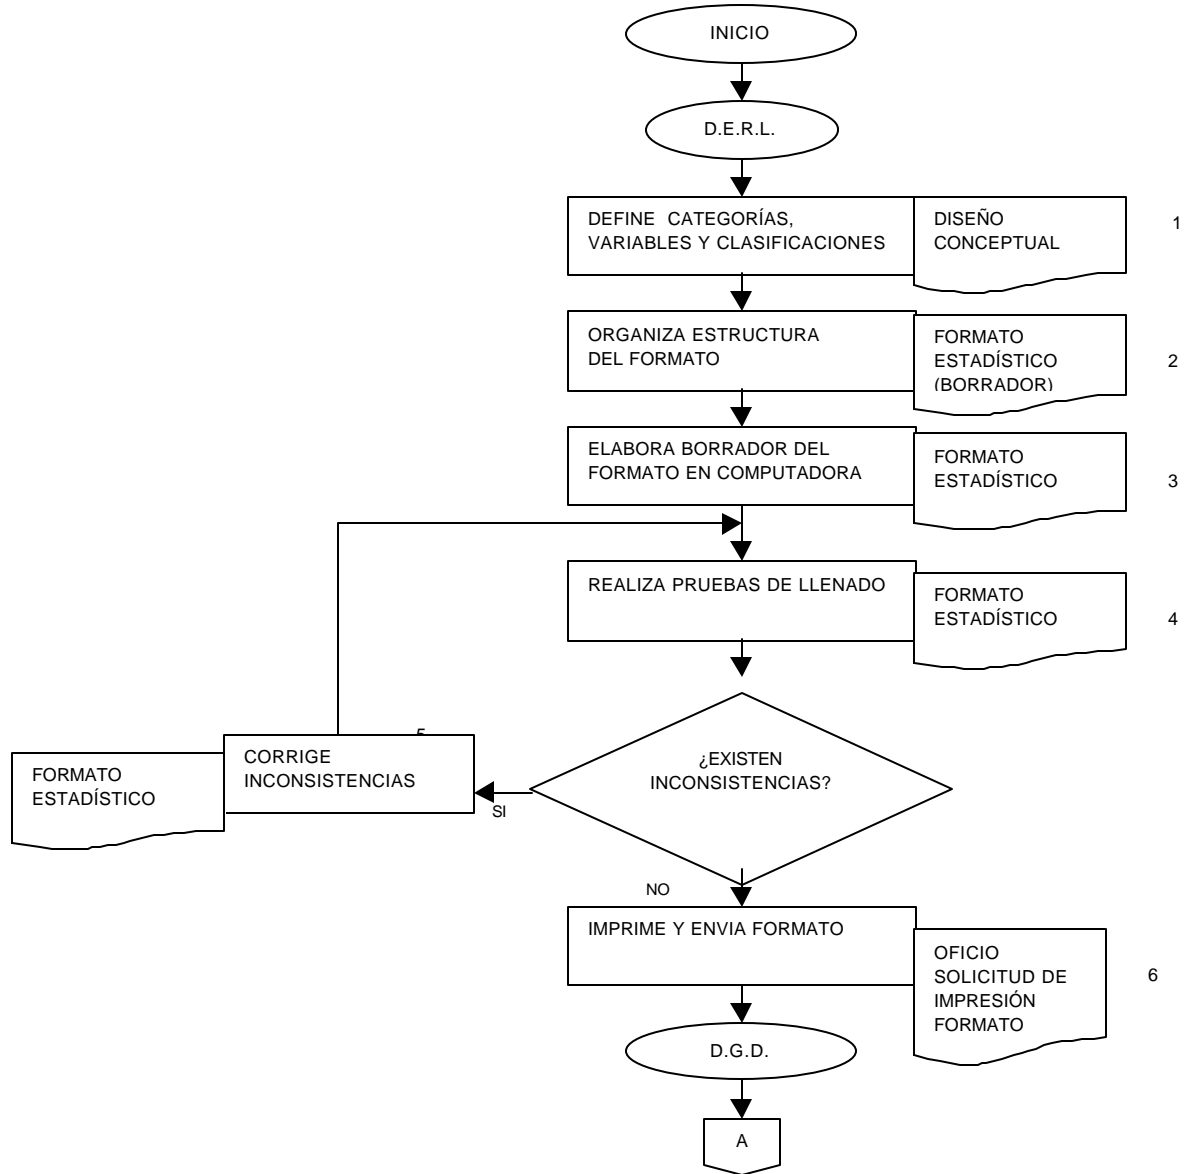 INICIO
D.E.R.L.
DEFINE CATEGORÍAS,
VARIABLES Y CLASIFICACIONES
DISEÑO
CONCEPTUAL
1
ORGANIZA ESTRUCTURA
DEL FORMATO
FORMATO
ESTADÍSTICO
(BORRADOR)
2
ELABORA BORRADOR DEL
FORMATO EN COMPUTADORA
FORMATO
ESTADÍSTICO
3
REALIZA PRUEBAS DE LLENADO
FORMATO
ESTADÍSTICO
4
¿EXISTEN
INCONSISTENCIAS?
SI
5
CORRIGE
INCONSISTENCIAS
FORMATO
ESTADÍSTICO
NO
IMPRIME Y ENVIA FORMATO
OFICIO
SOLICITUD DE
IMPRESIÓN
FORMATO
6
D.G.D.
A